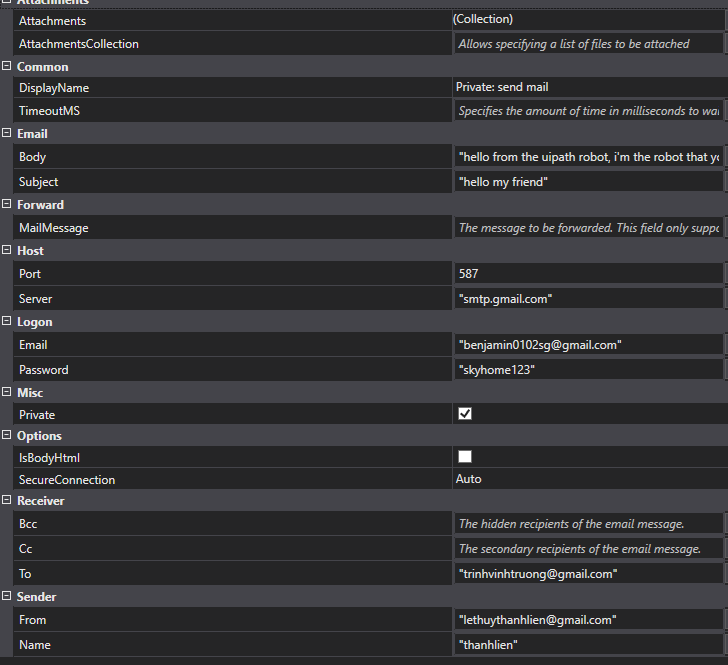 Attachments
Attachments (Collection)
AttachmentsCollection Allows specifying a list of files to be attached
Common
DisplayName Private: send mail
TimeoutMS Specifies the amount of time in milliseconds to wai
Email
Body "hello from the uipath robot, i'm the robot that yo
Subject "hello my friend"
Forward
MailMessage The message to be forwarded. This field only suppo
Host
Port 587
Server "smtp.gmail.com"
Logon
Email "benjamin0102sg@gmail.com"
Password "skyhome123"
Misc
Private
Options
IsBodyHtml
SecureConnection Auto
Receiver
Bcc The hidden recipients of the email message.
Cc The secondary recipients of the email message.
To "trinhvinhtruong@gmail.com"
Sender
From "lethuythanhlien@gmail.com"
Name "thanhlien"